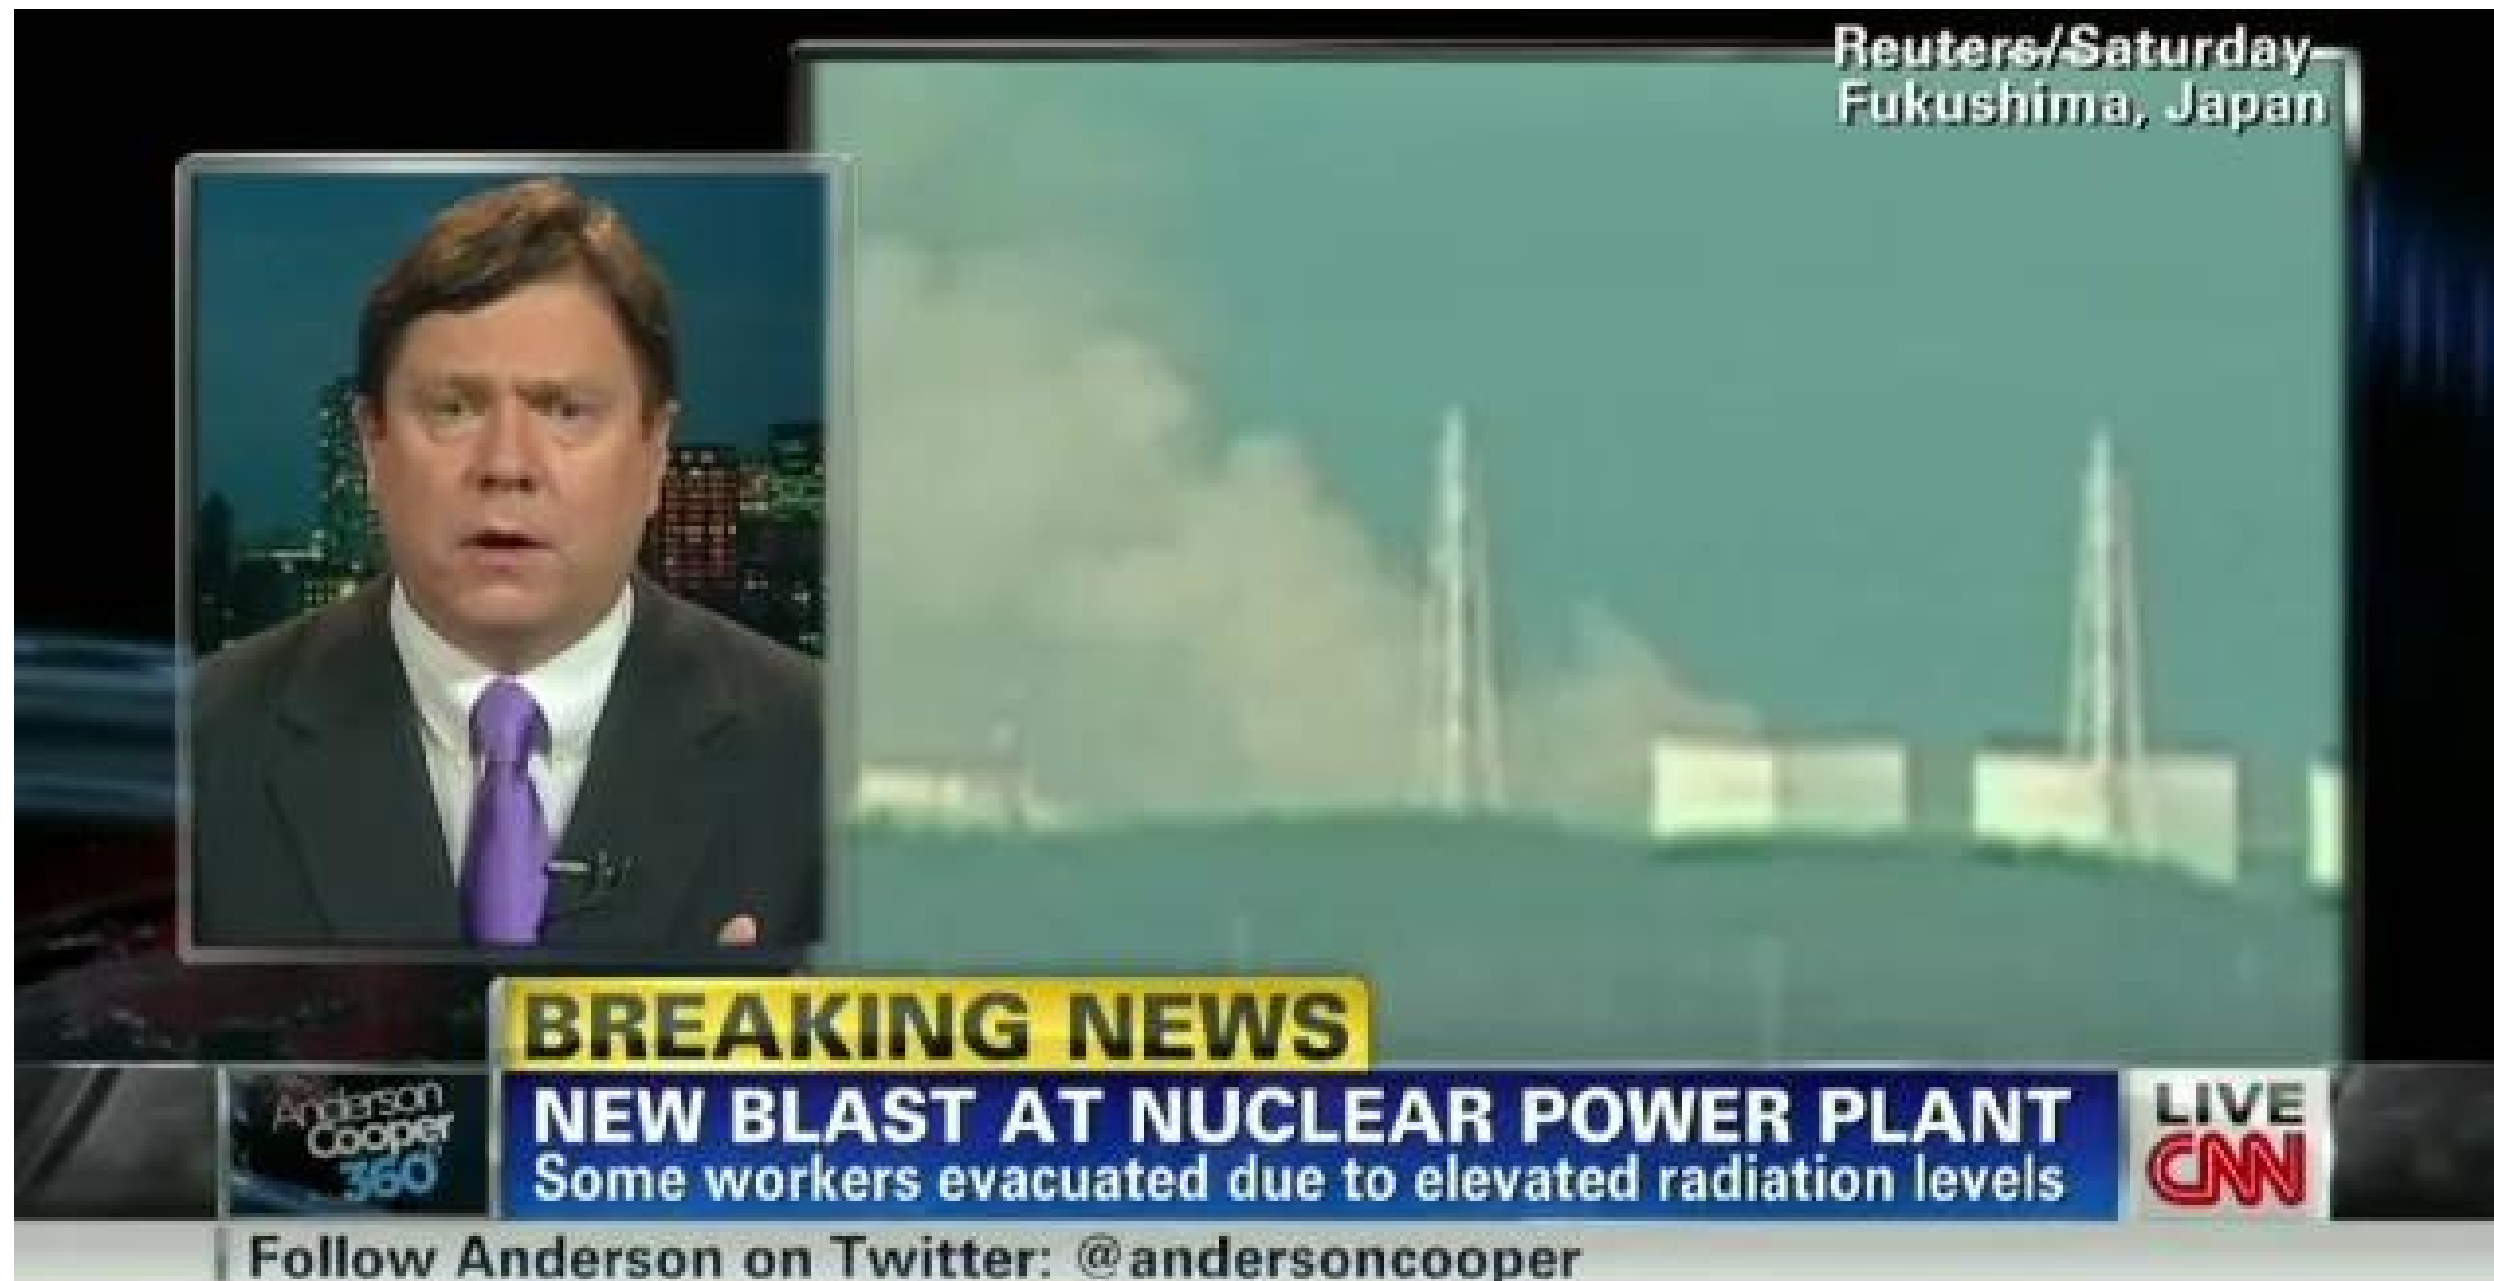 Reuters/Saturday
Fukushima, Japan
BREAKING NEWS
Anderson
Cooper
360°
NEW BLAST AT NUCLEAR POWER PLANT
Some workers evacuated due to elevated radiation levels
LIVE
CNN
Follow Anderson on Twitter: @andersoncooper